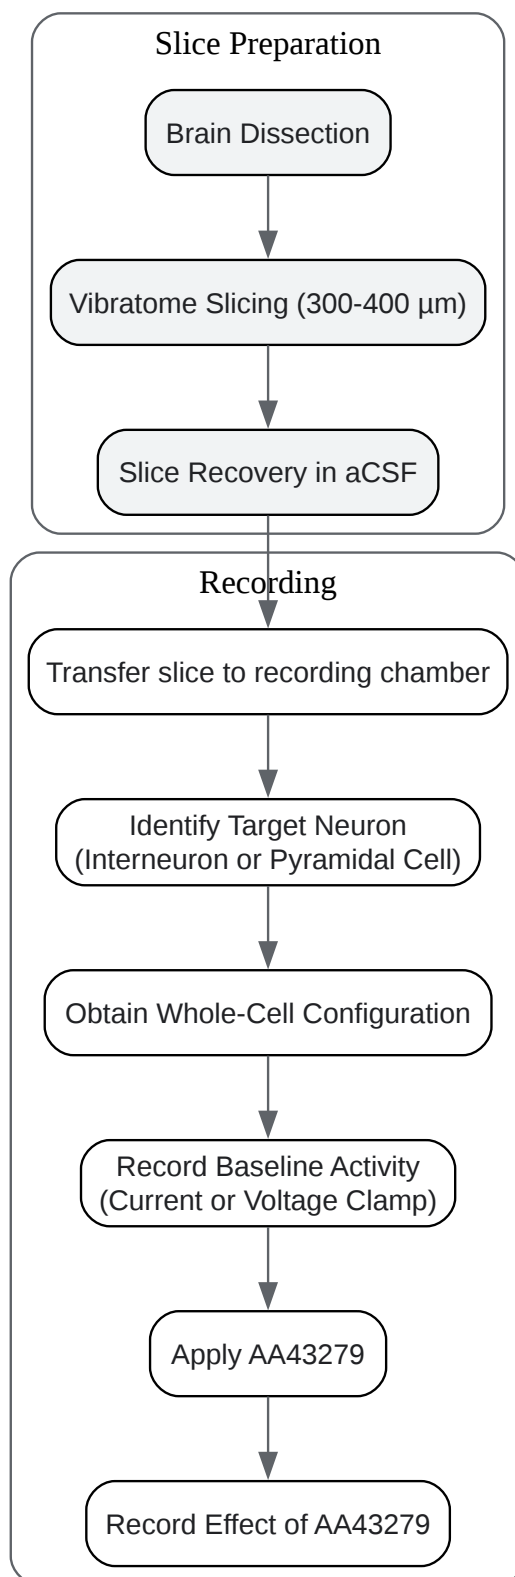 Slice Preparation
Brain Dissection
Vibratome Slicing (300-400 µm)
Slice Recovery in aCSF
Recording
Transfer slice to recording chamber
Identify Target Neuron
(Interneuron or Pyramidal Cell)
Obtain Whole-Cell Configuration
Record Baseline Activity
(Current or Voltage Clamp)
Apply AA43279
Record Effect of AA43279